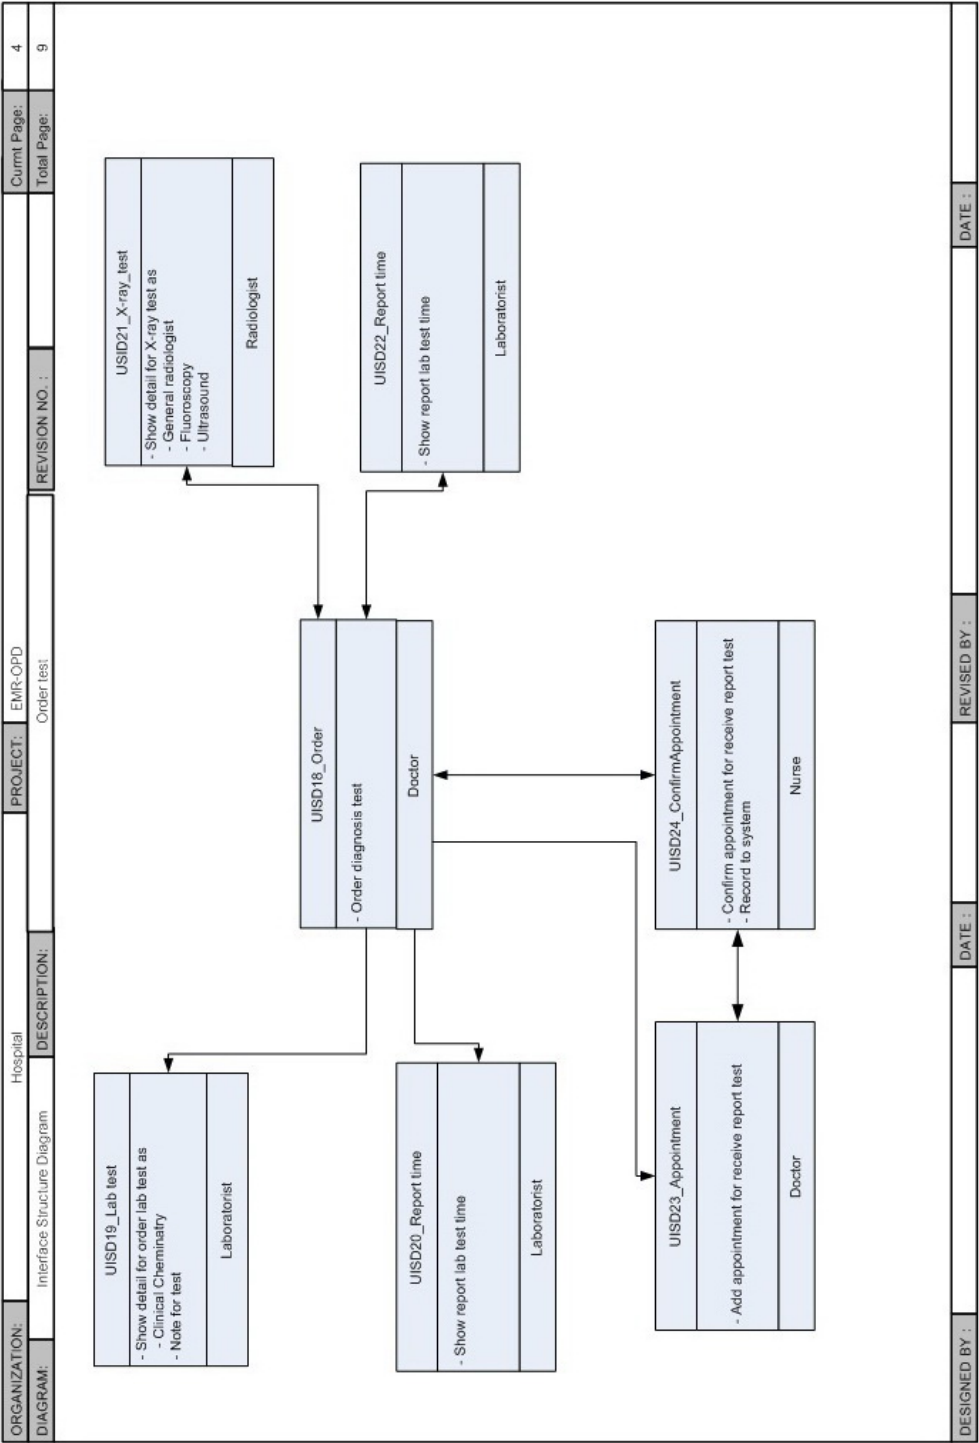 ORGANIZATION: Hospital PROJECT: EMR-OPD Currnt Page: 4
DIAGRAM: Interface Structure Diagram DESCRIPTION: Order test REVISION NO. : Total Page: 9
UISD19_Lab test
- Show detail for order lab test as
- Clinical Cheminatry
- Note for test
Laboratorist
USID21_X-ray_test
- Show detail for X-ray test as
- General radiologist
- Fluoroscopy
- Ultrasound
Radiologist
UISD18_Order
- Order diagnosis test
Doctor
UISD20_Report time
- Show report lab test time
Laboratorist
UISD22_Report time
- Show report lab test time
Laboratorist
UISD23_Appointment
- Add appointment for receive report test
Doctor
UISD24_ConfirmAppointment
- Confirm appointment for receive report test
- Record to system
Nurse
DESIGNED BY : DATE : REVISED BY : DATE :